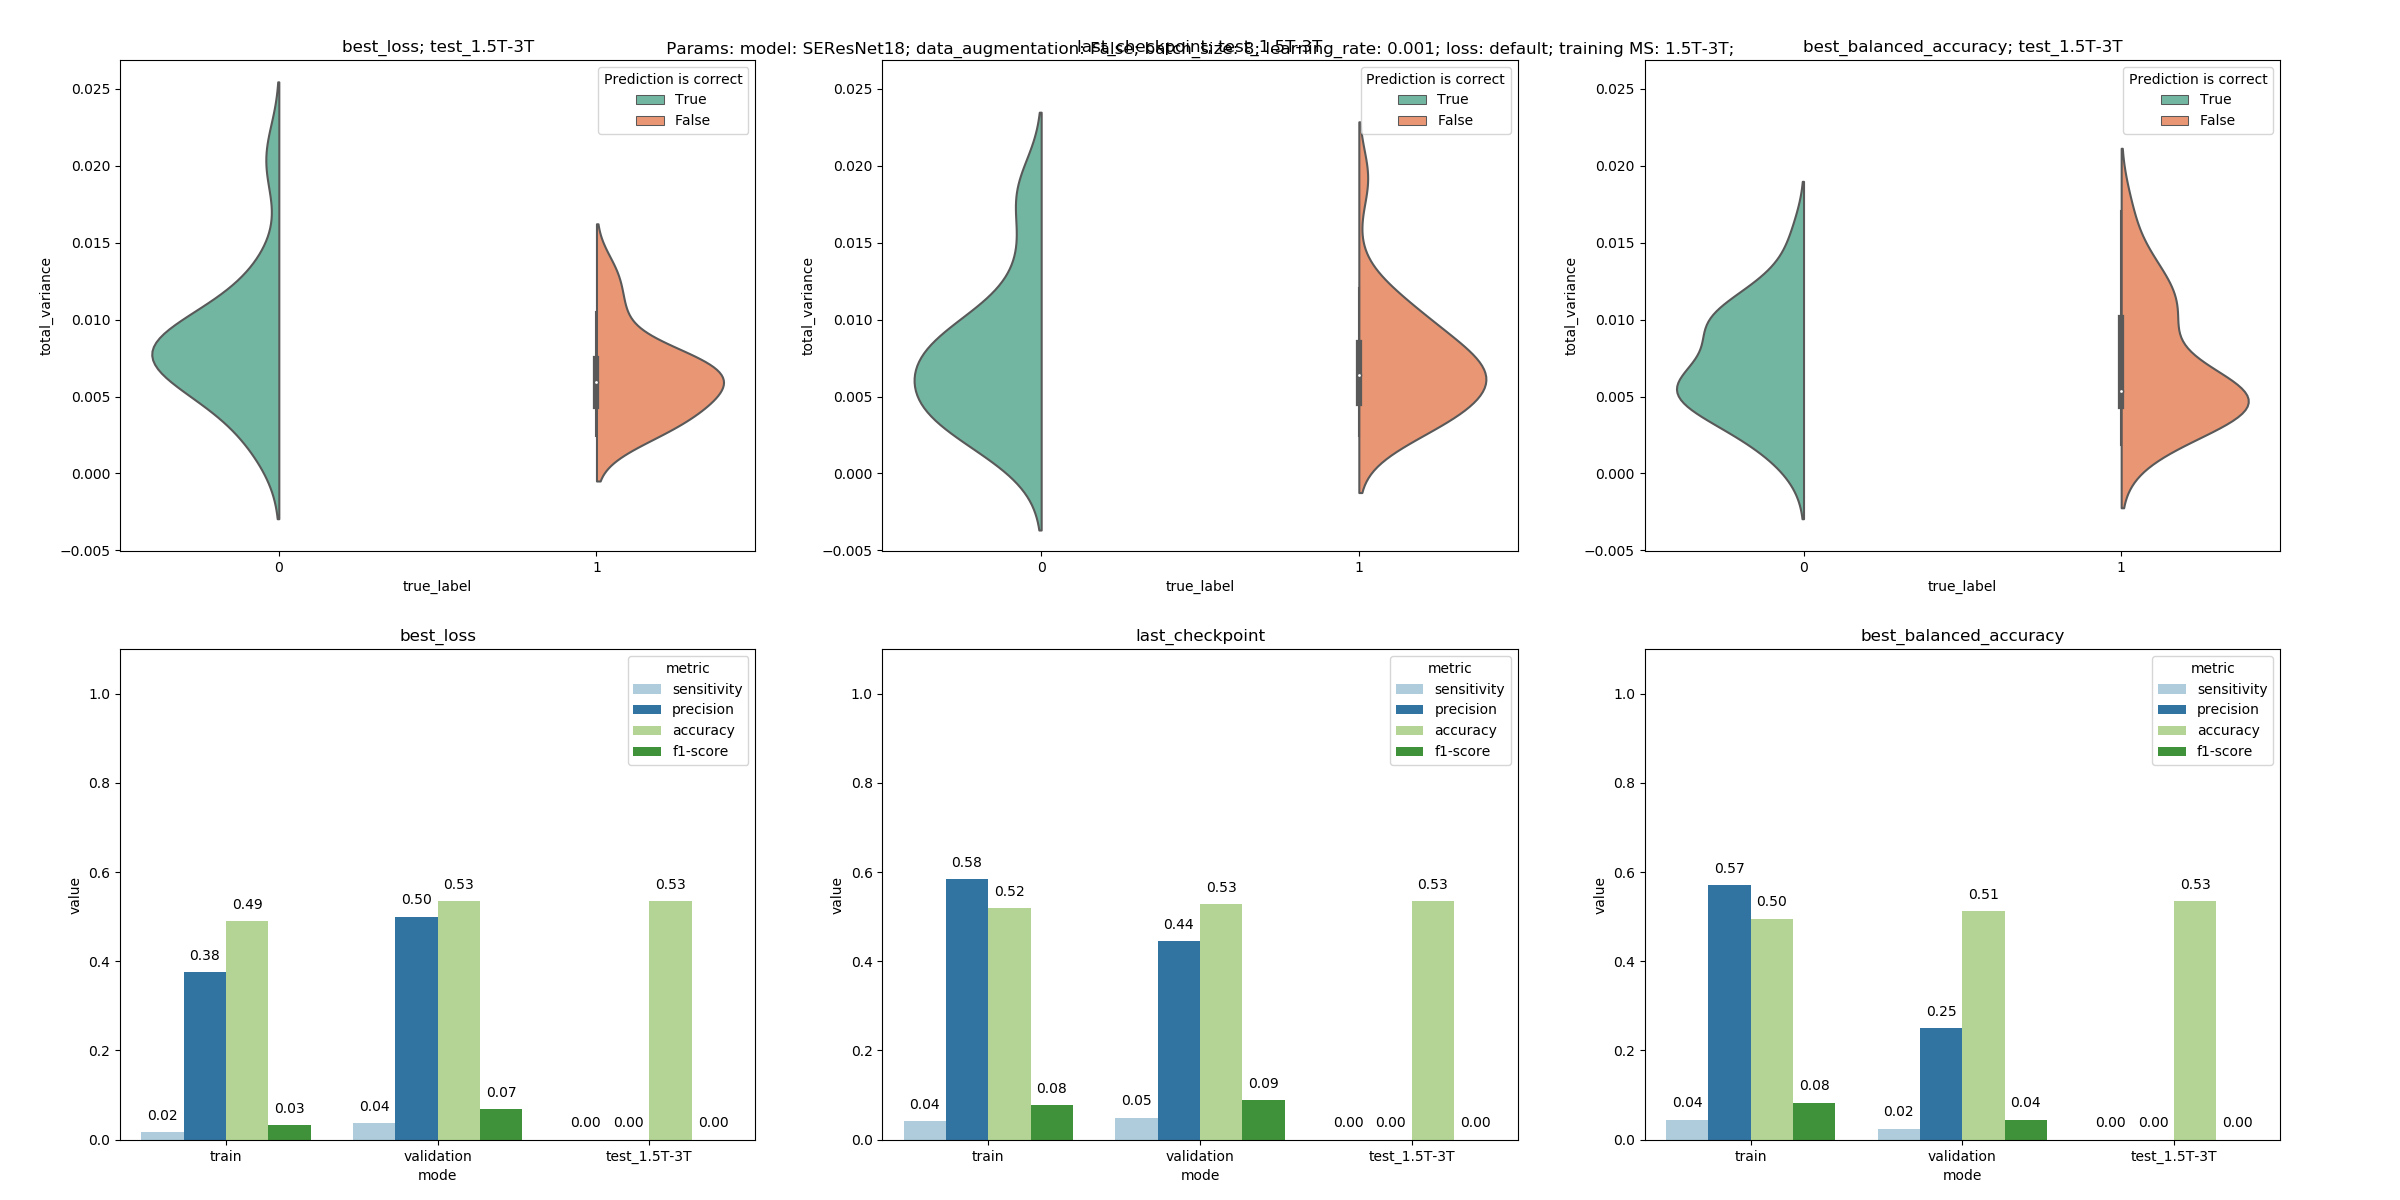 Params: model: SEResNet18; data_augmentation: False; batch_size: 8; learning_rate: 0.001; loss: default; training MS: 1.5T-3T;
best_loss; test_1.5T-3T
total_variance
0.025
0.020
0.015
0.010
0.005
0.000
−0.005
0
1
true_label
Prediction is correct
True
False
last_checkpoint; test_1.5T-3T
total_variance
0.025
0.020
0.015
0.010
0.005
0.000
−0.005
0
1
true_label
Prediction is correct
True
False
best_balanced_accuracy; test_1.5T-3T
total_variance
0.025
0.020
0.015
0.010
0.005
0.000
−0.005
0
1
true_label
Prediction is correct
True
False
best_loss
value
1.0
0.8
0.6
0.4
0.2
0.0
metric
sensitivity
precision
accuracy
f1-score
0.02
0.38
0.49
0.03
0.04
0.50
0.53
0.07
0.00
0.00
0.53
0.00
train
validation
test_1.5T-3T
mode
last_checkpoint
value
1.0
0.8
0.6
0.4
0.2
0.0
metric
sensitivity
precision
accuracy
f1-score
0.04
0.58
0.52
0.08
0.05
0.44
0.53
0.09
0.00
0.00
0.53
0.00
train
validation
test_1.5T-3T
mode
best_balanced_accuracy
value
1.0
0.8
0.6
0.4
0.2
0.0
metric
sensitivity
precision
accuracy
f1-score
0.04
0.57
0.50
0.08
0.02
0.25
0.51
0.04
0.00
0.00
0.53
0.00
train
validation
test_1.5T-3T
mode